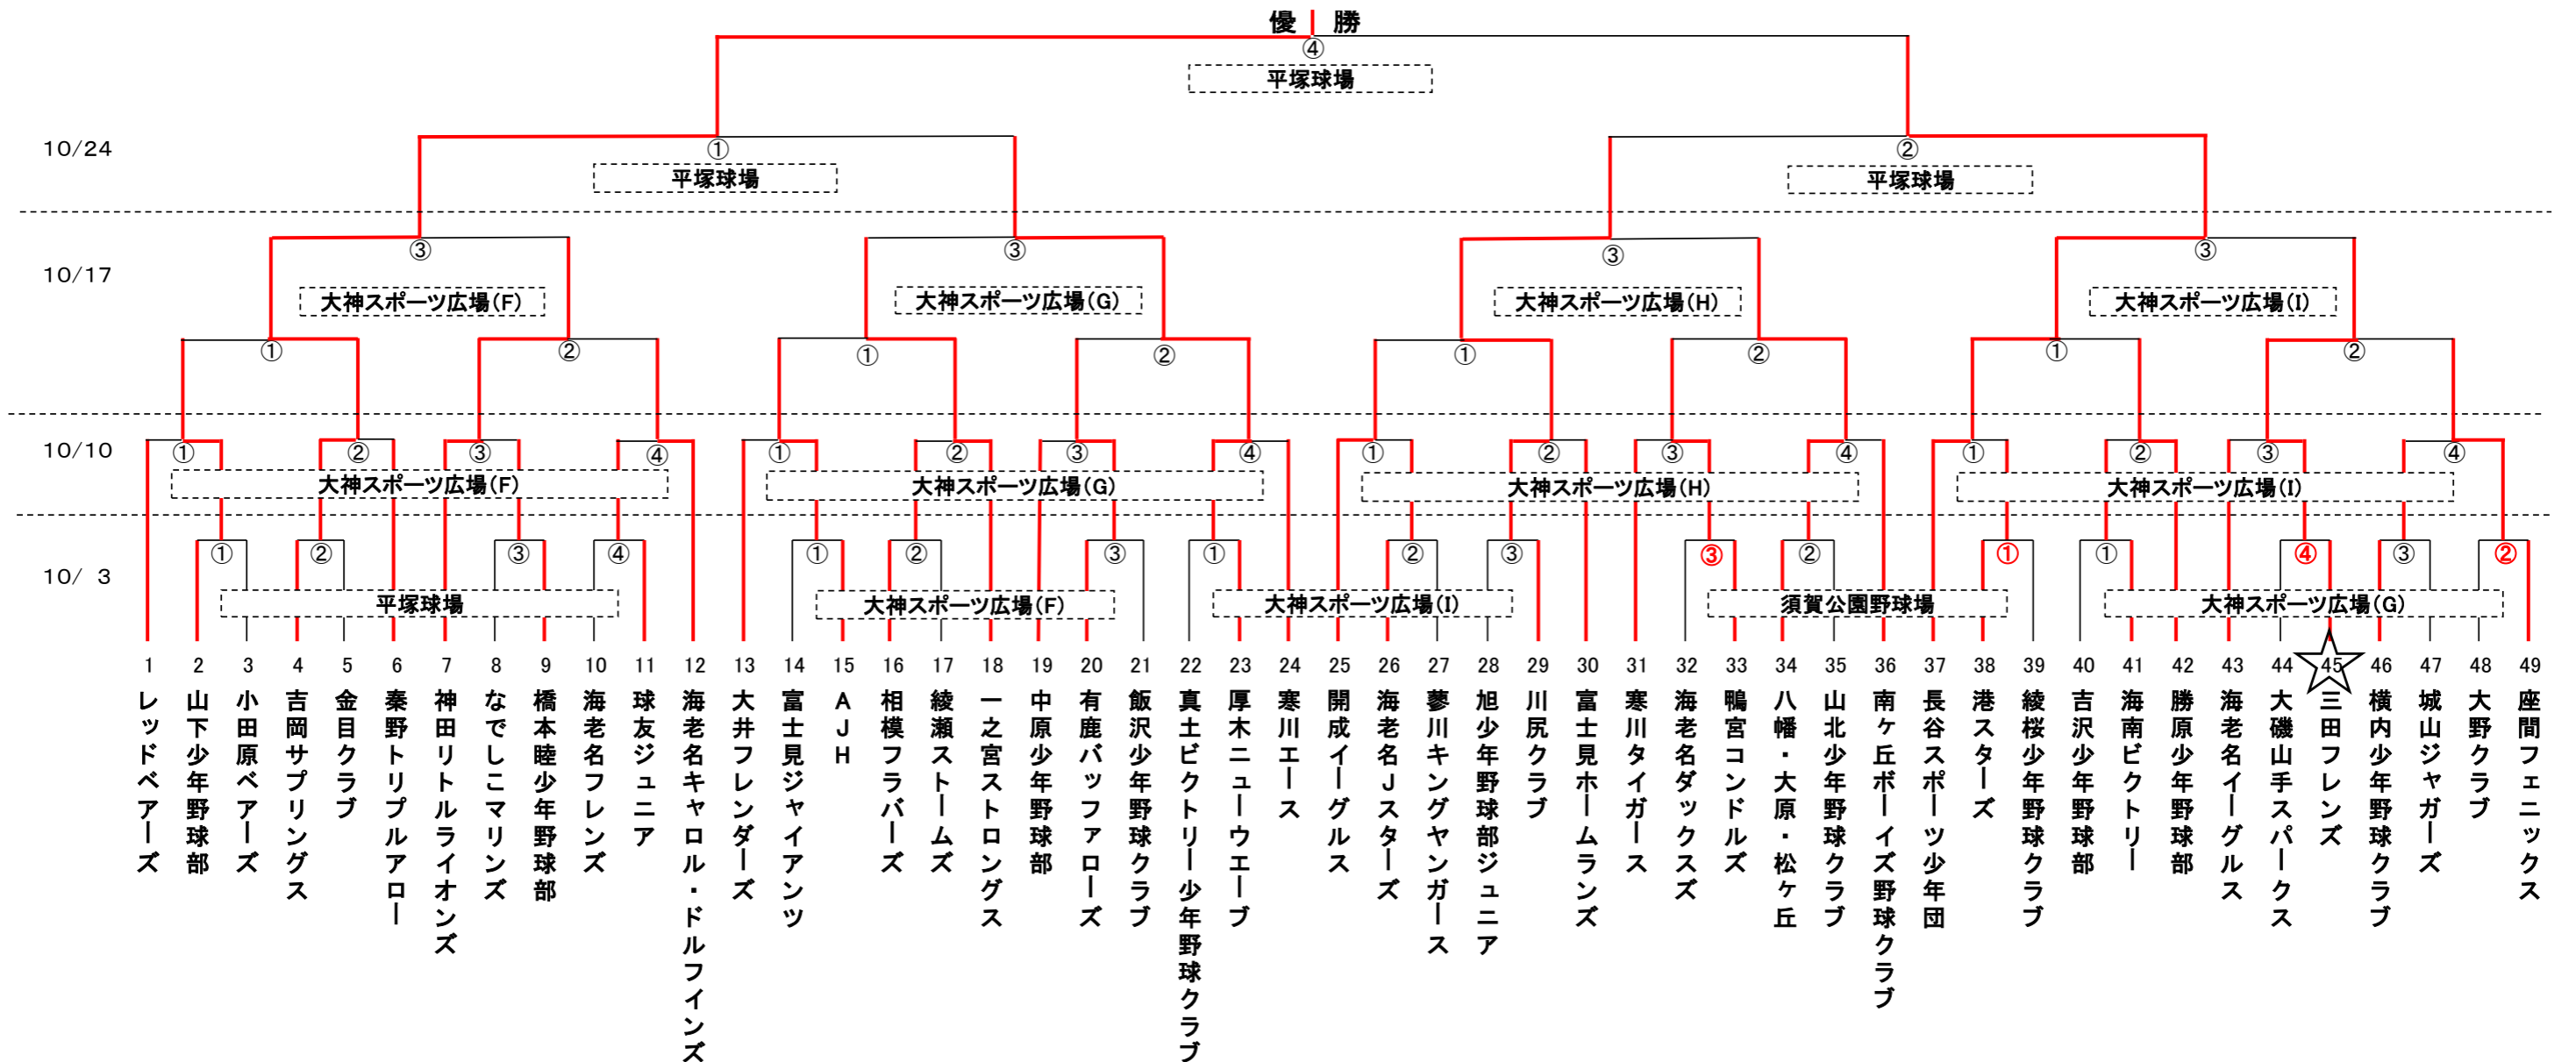 優 勝
④
平塚球場
10/24
① ②
平塚球場 平塚球場
10/17
③ ③ ③ ③
大神スポーツ広場(F) 大神スポーツ広場(G) 大神スポーツ広場(H) 大神スポーツ広場(I)
① ② ① ② ① ② ① ②
10/10
① ② ③ ④ ① ② ③ ④ ① ② ③ ④ ① ② ③ ④
大神スポーツ広場(F) 大神スポーツ広場(G) 大神スポーツ広場(H) 大神スポーツ広場(I)
10/ 3
① ② ③ ④ ① ② ③ ① ② ③ ③ ② ① ① ④ ③ ②
平塚球場 大神スポーツ広場(F) 大神スポーツ広場(I) 須賀公園野球場 大神スポーツ広場(G)
1 レッドベアーズ
2 山下少年野球部
3 小田原ベアーズ
4 吉岡サプリングス
5 金目クラブ
6 秦野トリプルアロー
7 神田リトルライオンズ
8 なでしこマリンズ
9 橋本睦少年野球部
10 海老名フレンズ
11 球友ジュニア
12 海老名キャロル・ドルフインズ
13 大井フレンダーズ
14 富士見ジャイアンツ
15 AJH
16 相模フラバーズ
17 綾瀬ストームズ
18 一之宮ストロングス
19 中原少年野球部
20 有鹿バッファローズ
21 飯沢少年野球クラブ
22 真土ビクトリー少年野球クラブ
23 厚木ニューウエーブ
24 寒川エース
25 開成イーグルス
26 海老名Jスターズ
27 蓼川キングヤンガース
28 旭少年野球部ジュニア
29 川尻クラブ
30 富士見ホームランズ
31 寒川タイガース
32 海老名ダックスズ
33 鴨宮コンドルズ
34 八幡・大原・松ヶ丘
35 山北少年野球クラブ
36 南ヶ丘ボーイズ野球クラブ
37 長谷スポーツ少年団
38 港スターズ
39 綾桜少年野球クラブ
40 吉沢少年野球部
41 海南ビクトリー
42 勝原少年野球部
43 海老名イーグルス
44 大磯山手スパークス
45 三田フレンズ
46 横内少年野球クラブ
47 城山ジャガーズ
48 大野クラブ
49 座間フェニックス